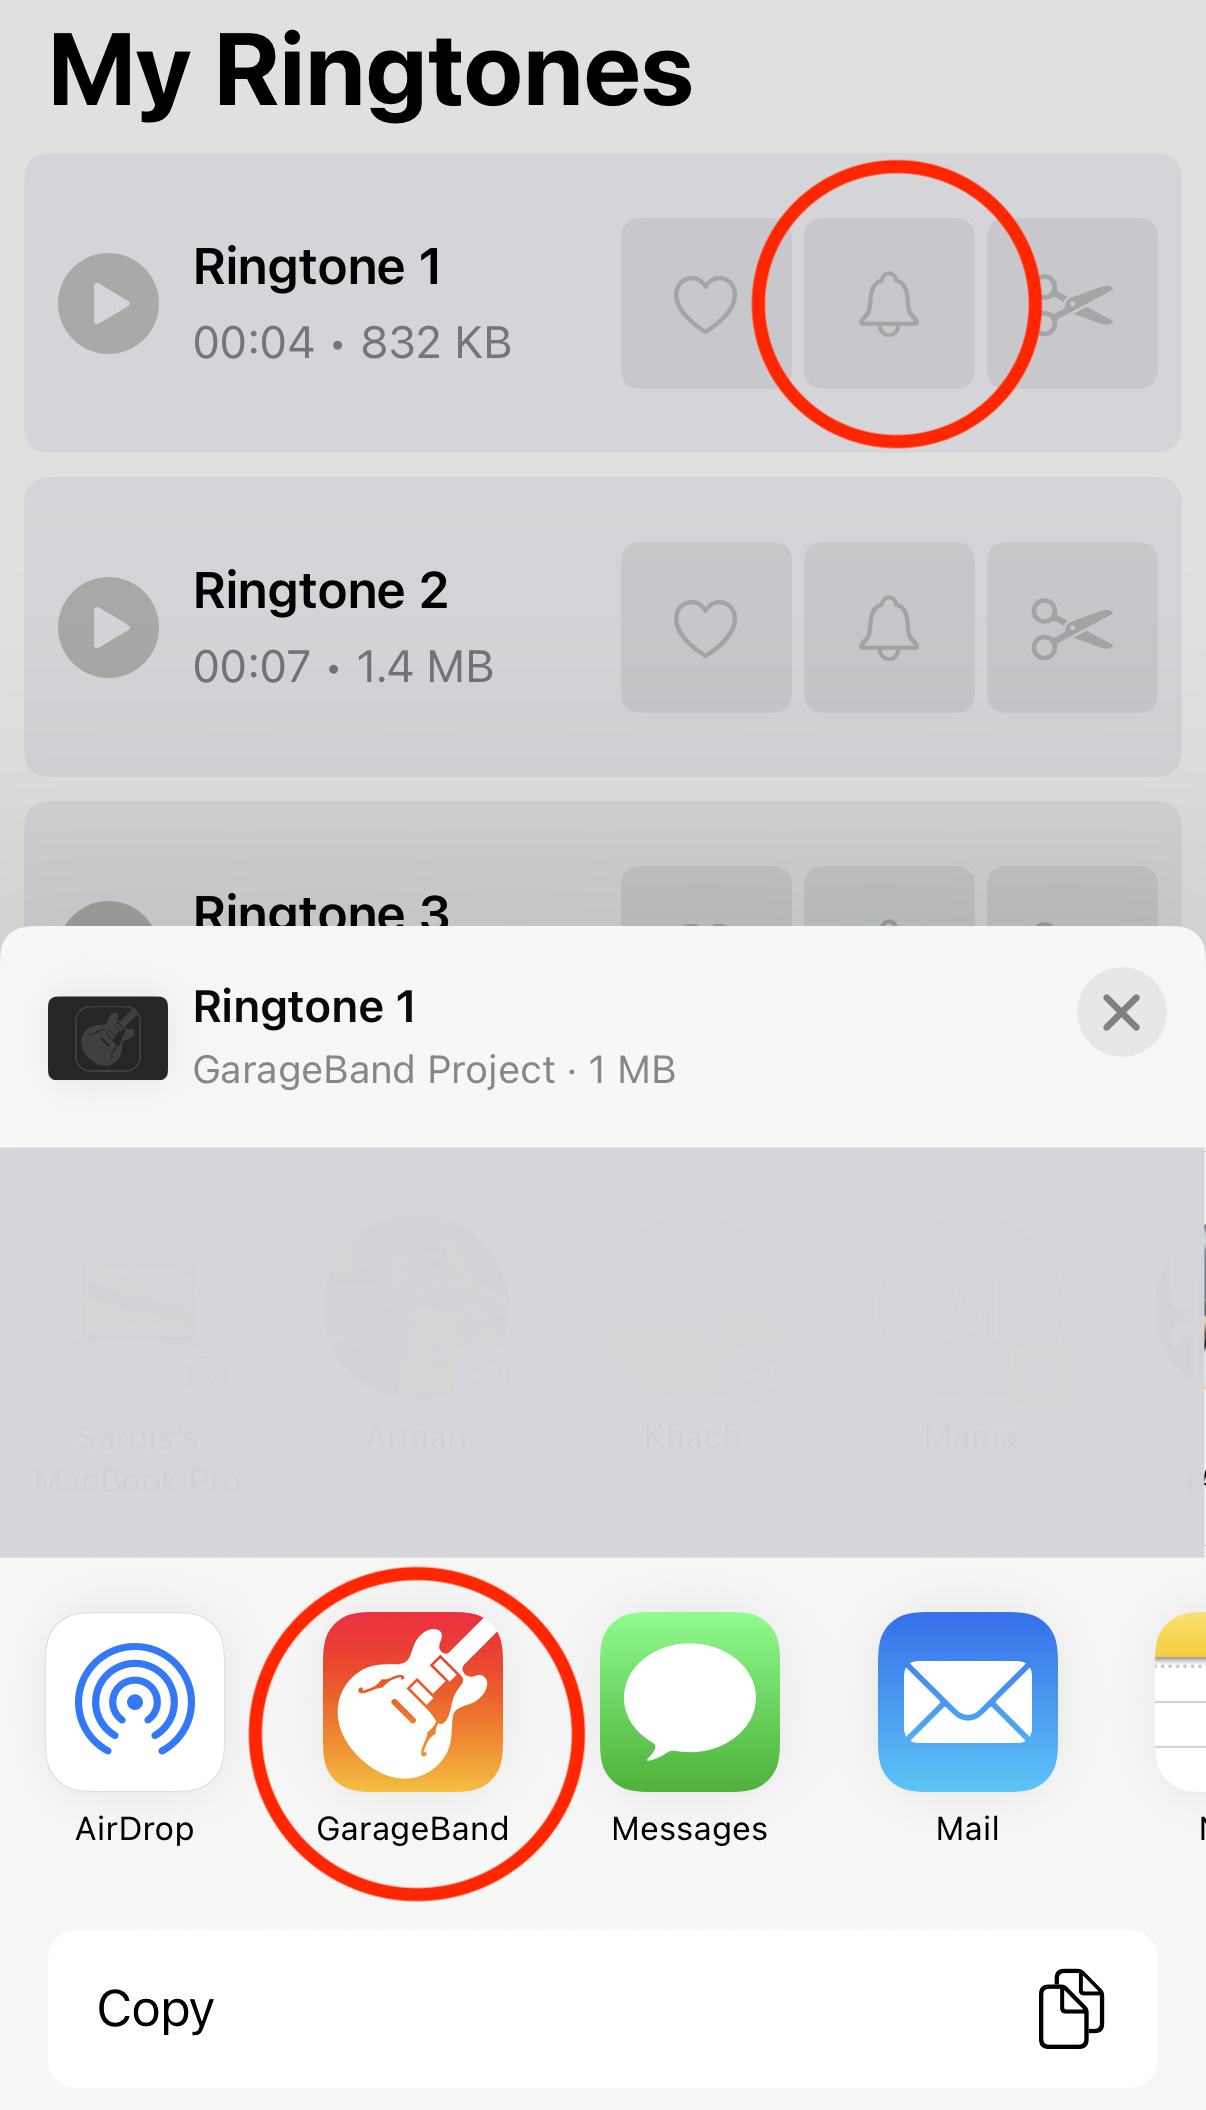 My Ringtones
Ringtone 1
00:04 • 832 KB
Ringtone 2
00:07 • 1.4 MB
Ringtone 3
Ringtone 1
GarageBand Project · 1 MB
Sargis's
MacBook Pro
Arman
Khach
Mama
M
AirDrop
GarageBand
Messages
Mail
Copy